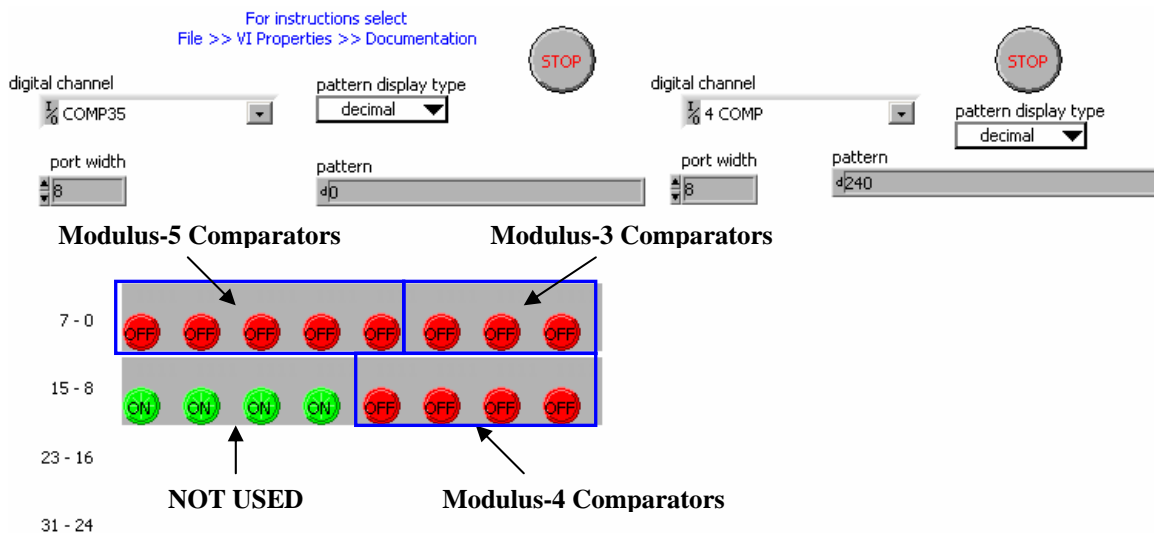 For instructions select
File >> VI Properties >> Documentation
STOP
STOP
digital channel
pattern display type
digital channel
I/O COMP35
decimal
I/O 4 COMP
pattern display type
decimal
port width
pattern
port width
pattern
8
d 0
8
d 240
Modulus-5 Comparators
Modulus-3 Comparators
7 - 0
OFF OFF OFF OFF OFF OFF OFF OFF
15 - 8
ON ON ON ON OFF OFF OFF OFF
23 - 16
NOT USED
Modulus-4 Comparators
31 - 24